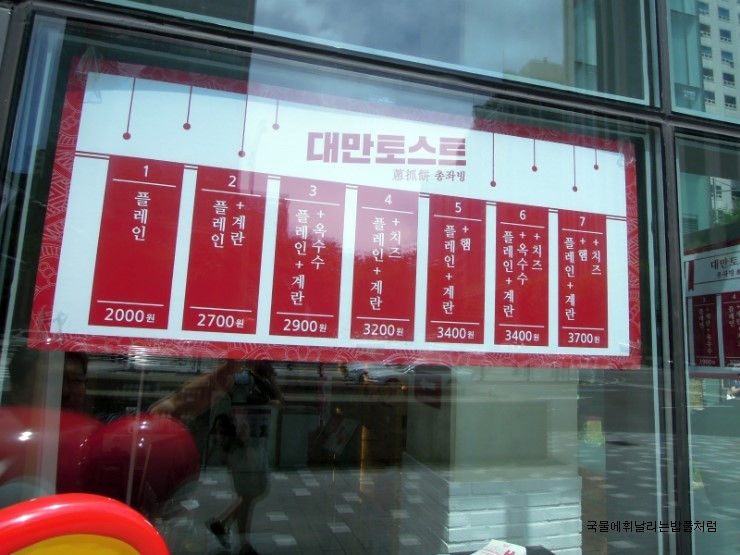 대만토스트
蔥抓餅 총좌빙
1
플레인
2000원
2
플레인
+계란
2700원
3
플레인+계란
+옥수수
2900원
4
플레인+계란
+치즈
3200원
5
플레인+계란
+햄
3400원
6
플레인+계란
+옥수수
+치즈
3400원
7
플레인+계란
+햄
+치즈
3700원
대만토
총좌빙
국물에휘날리는밥풀처럼